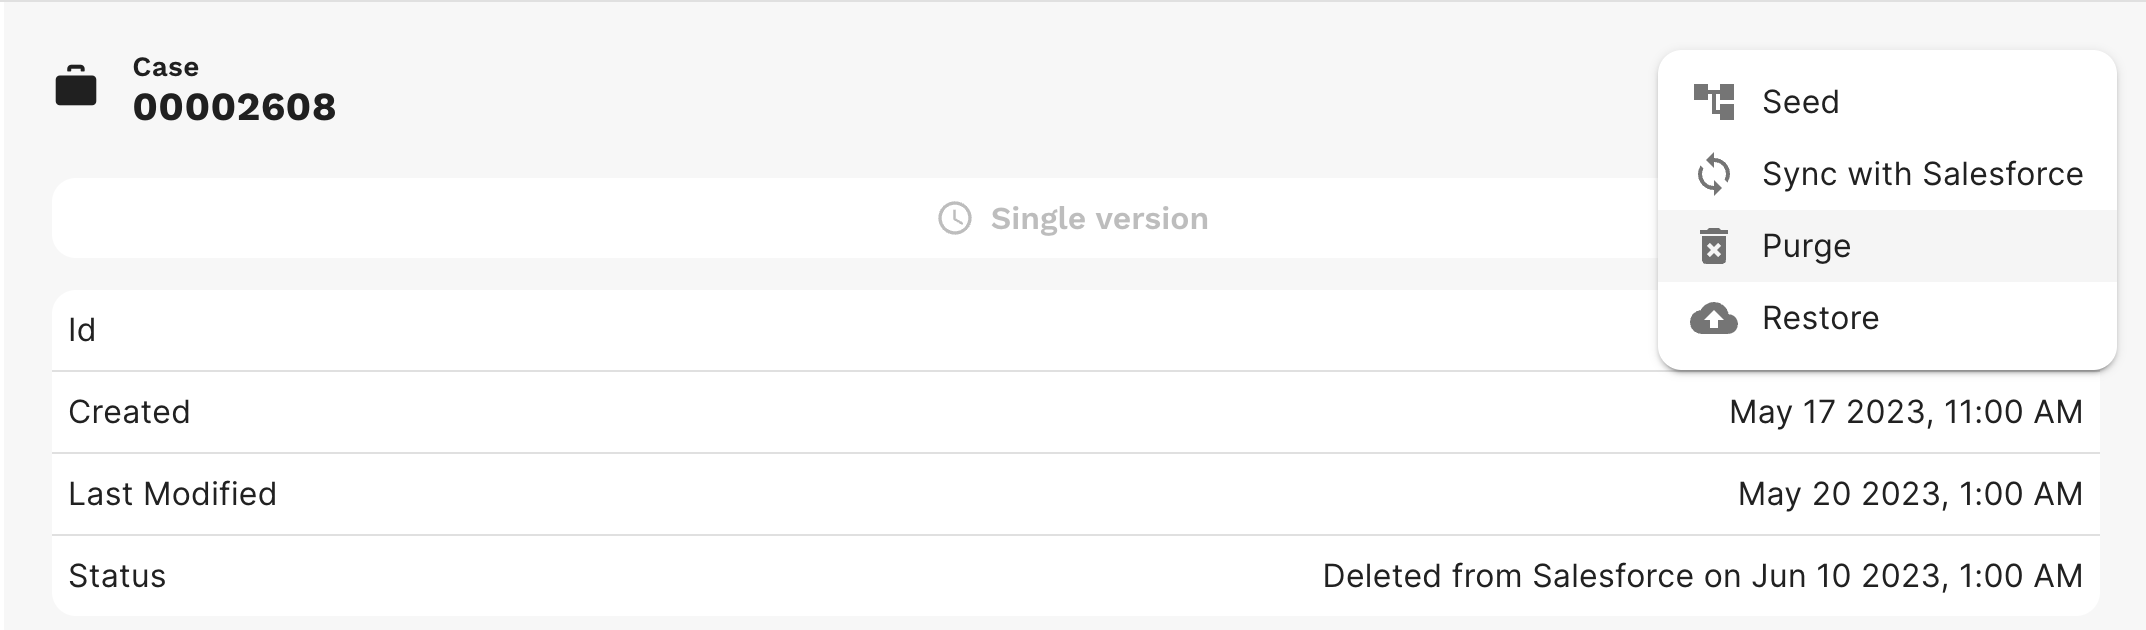 Case
00002608
Seed
Sync with Salesforce
Purge
Restore
Single version
Id
Created May 17 2023, 11:00 AM
Last Modified May 20 2023, 1:00 AM
Status Deleted from Salesforce on Jun 10 2023, 1:00 AM